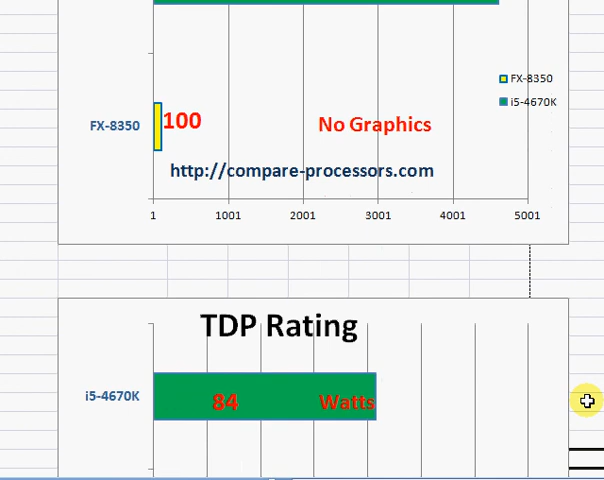 FX-8350
i5-4670K
FX-8350
100
No Graphics
http://compare-processors.com
1 1001 2001 3001 4001 5001
TDP Rating
i5-4670K
84 Watts